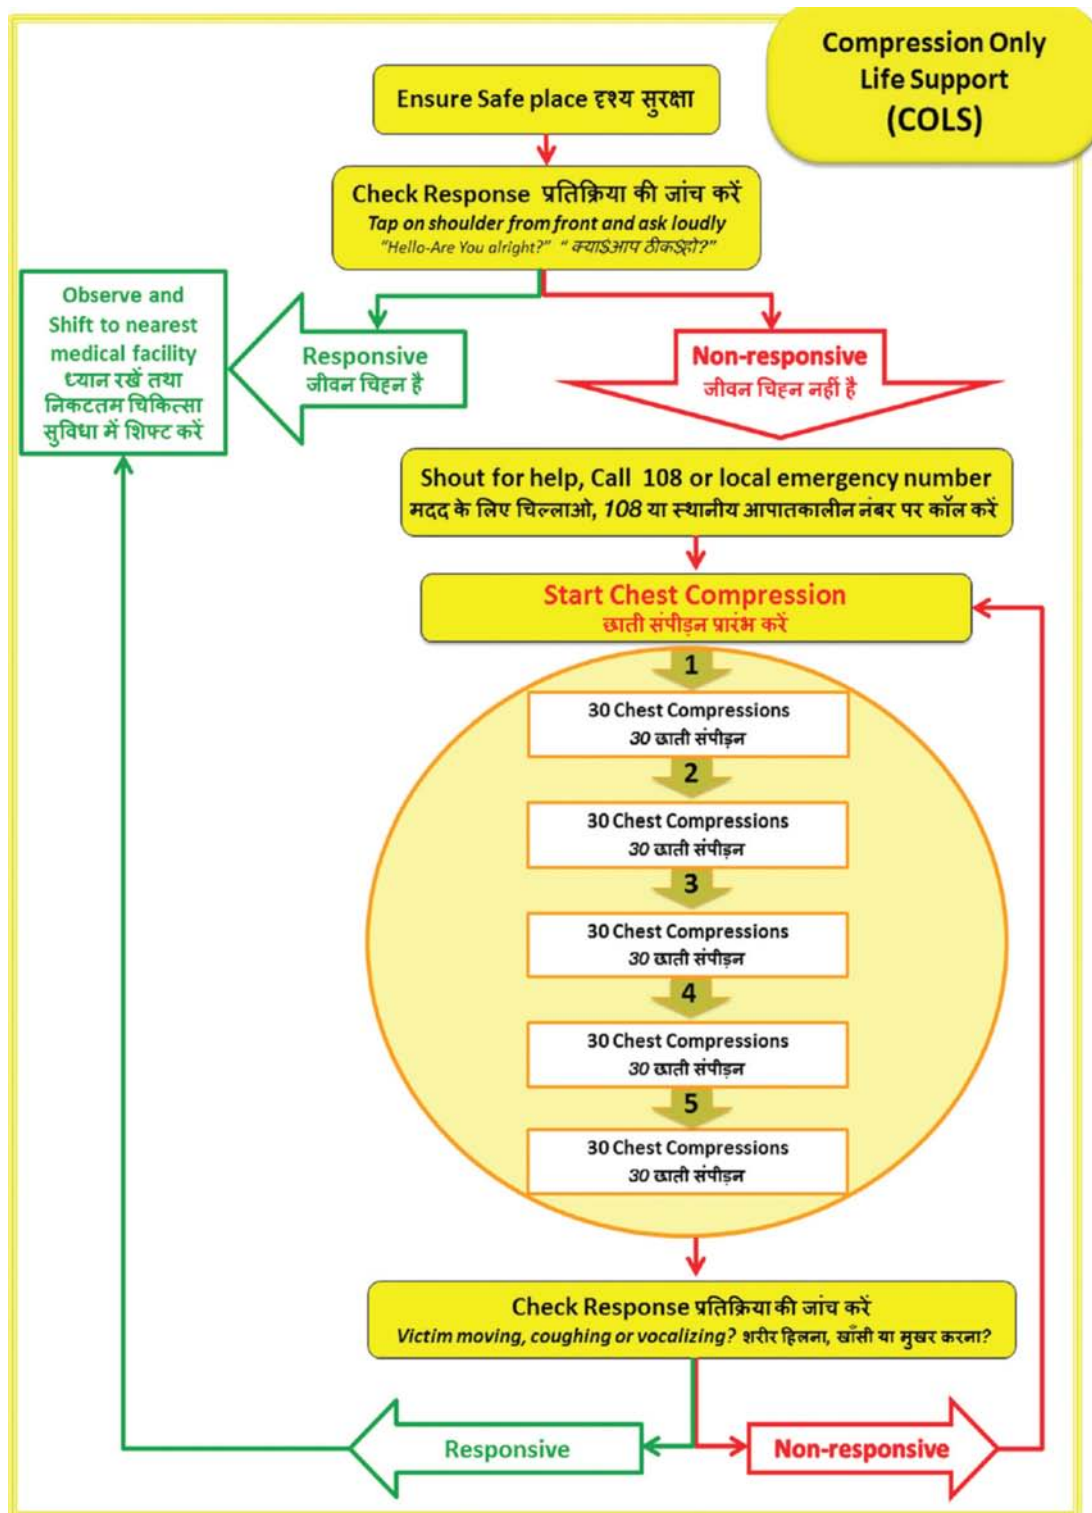 Compression Only
Life Support
(COLS)
Ensure Safe place दृश्य सुरक्षा
Check Response प्रतिक्रिया की जांच करें
Tap on shoulder from front and ask loudly
“Hello-Are You alright?” “ क्याSआप ठीकSहो?”
Observe and
Shift to nearest
medical facility
ध्यान रखें तथा
निकटतम चिकित्सा
सुविधा में शिफ्ट करें
Responsive
जीवन चिह्न है
Non-responsive
जीवन चिह्न नहीं है
Shout for help, Call 108 or local emergency number
मदद के लिए चिल्लाओ, 108 या स्थानीय आपातकालीन नंबर पर कॉल करें
Start Chest Compression
छाती संपीड़न प्रारंभ करें
1
30 Chest Compressions
30 छाती संपीड़न
2
30 Chest Compressions
30 छाती संपीड़न
3
30 Chest Compressions
30 छाती संपीड़न
4
30 Chest Compressions
30 छाती संपीड़न
5
30 Chest Compressions
30 छाती संपीड़न
Check Response प्रतिक्रिया की जांच करें
Victim moving, coughing or vocalizing? शरीर हिलना, खाँसी या मुखर करना?
Responsive
Non-responsive